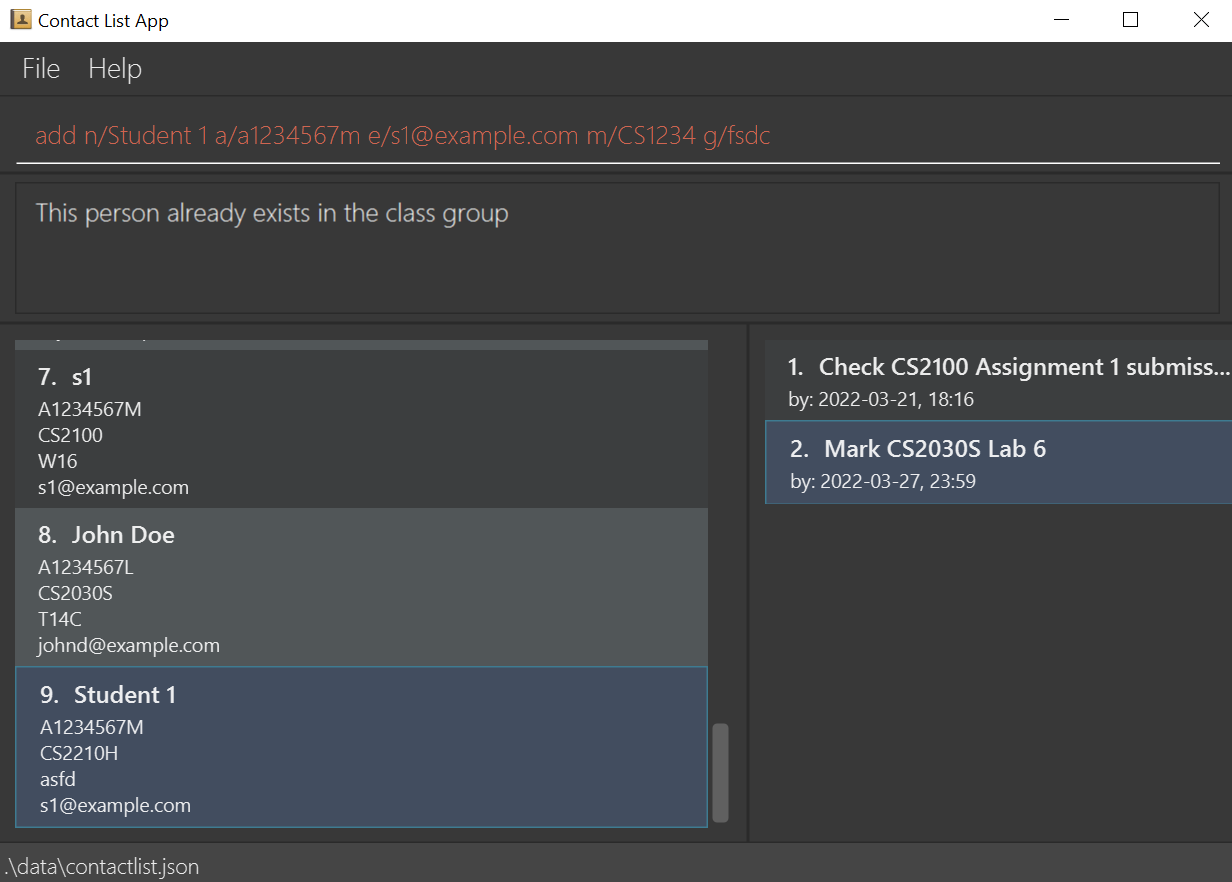 Contact List App
File Help
add n/Student 1 a/a1234567m e/s1@example.com m/CS1234 g/fsdc
This person already exists in the class group
7. s1
A1234567M
CS2100
W16
s1@example.com
8. John Doe
A1234567L
CS2030S
T14C
johnd@example.com
9. Student 1
A1234567M
CS2210H
asfd
s1@example.com
1. Check CS2100 Assignment 1 submiss...
by: 2022-03-21, 18:16
2. Mark CS2030S Lab 6
by: 2022-03-27, 23:59
.\data\contactlist.json